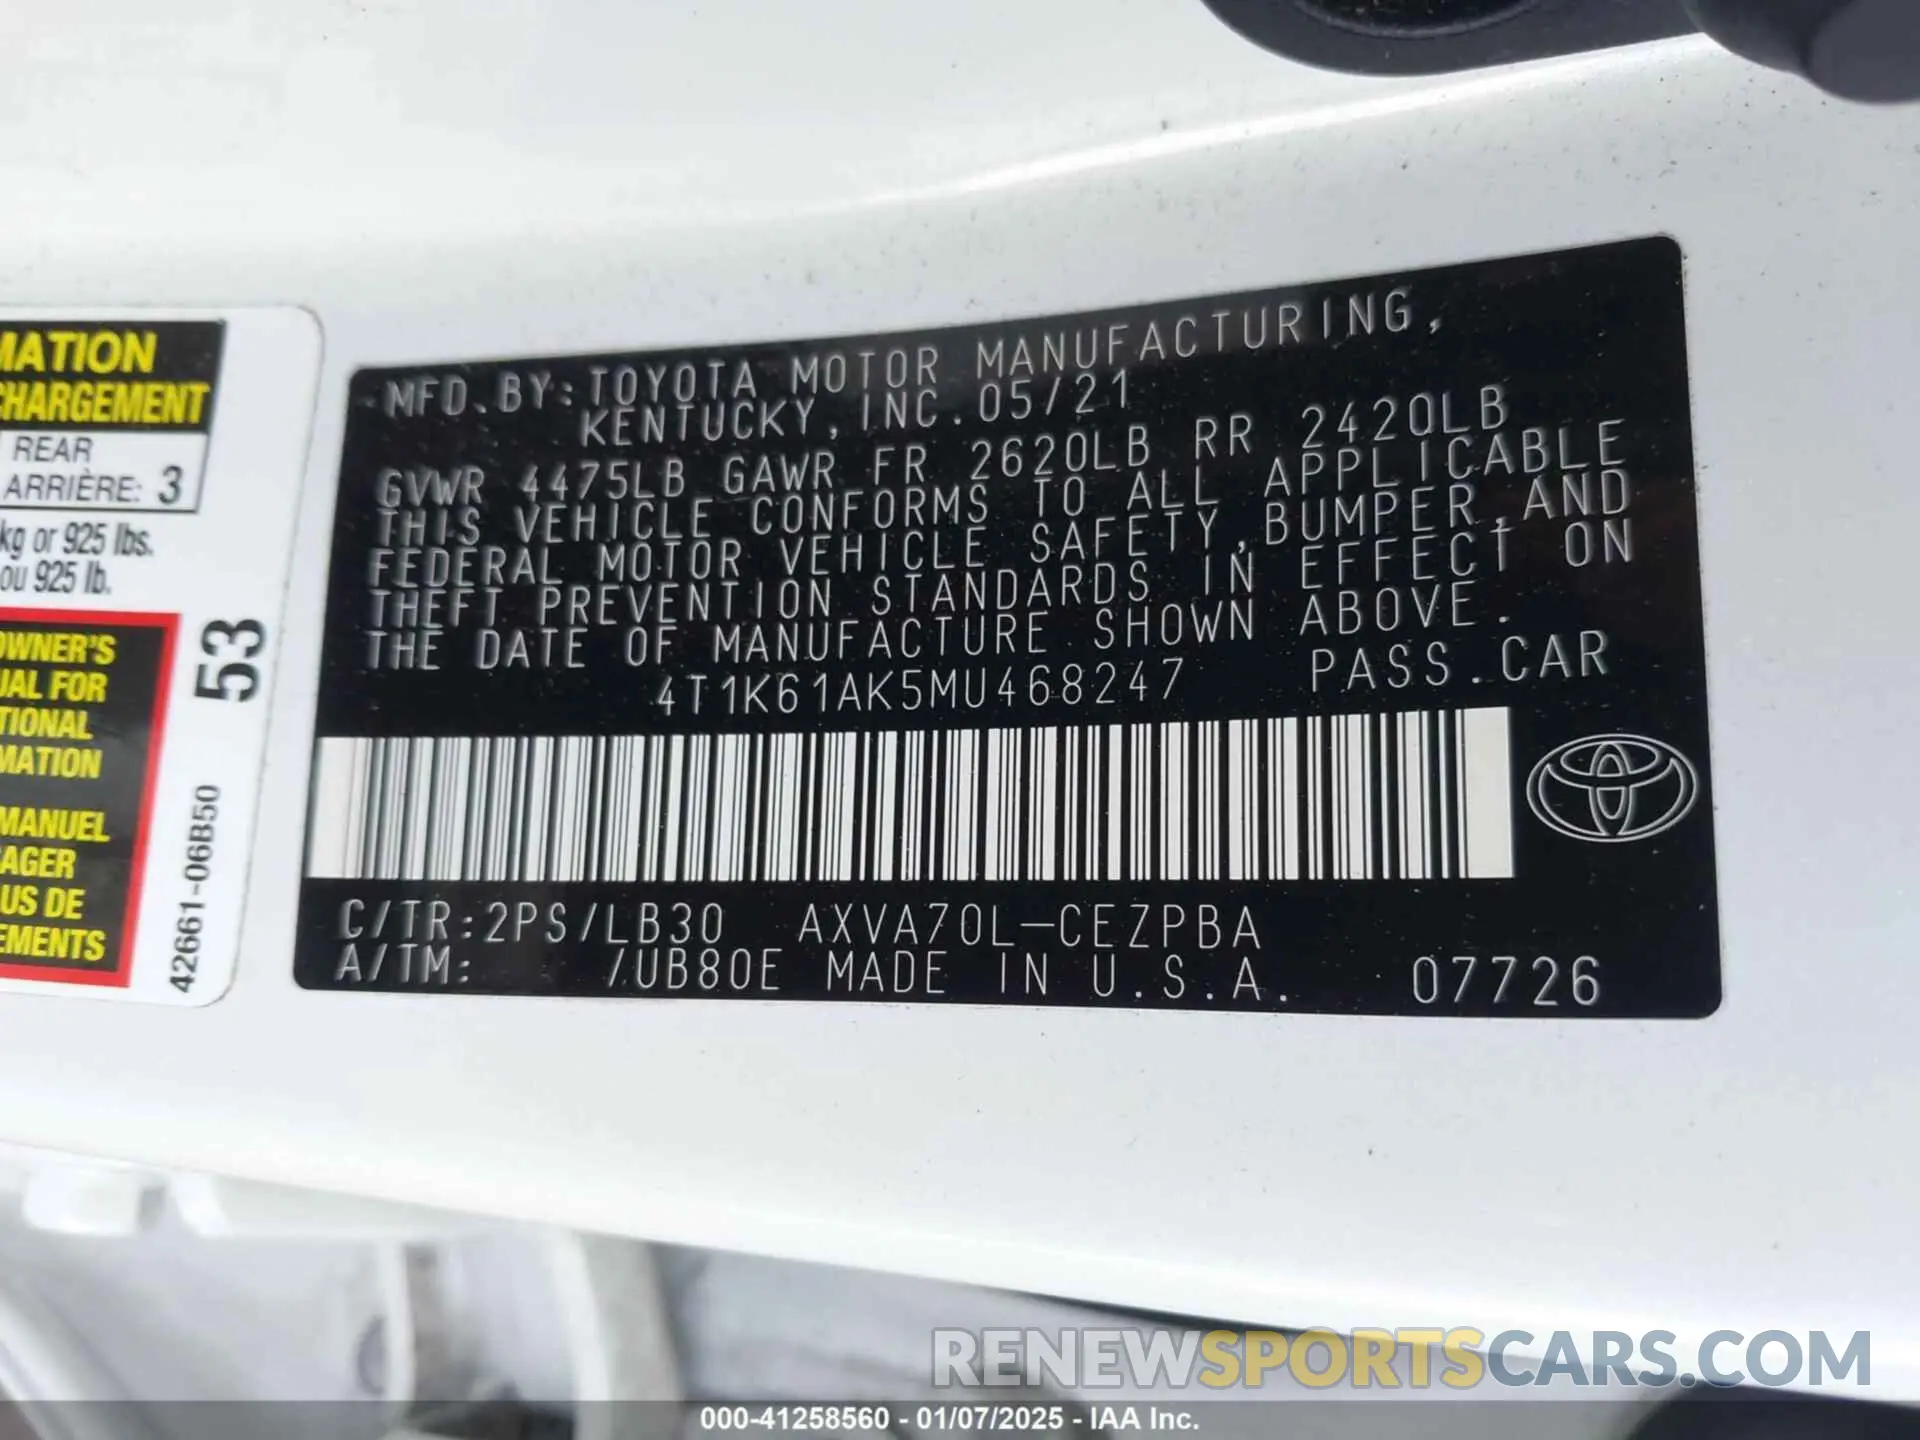 MATION
CHARGEMENT
REAR
ARRIÈRE: 3
kg or 925 lbs.
ou 925 lb.
OWNER'S
UAL FOR
TIONAL
MATION
MANUEL
SAGER
US DE
EMENTS
53
42661-06B50
MFD. BY: TOYOTA MOTOR MANUFACTURING,
KENTUCKY, INC. 05/21
GVWR 4475LB GAWR FR 2620LB RR 2420LB
THIS VEHICLE CONFORMS TO ALL APPLICABLE
FEDERAL MOTOR VEHICLE SAFETY, BUMPER, AND
THEFT PREVENTION STANDARDS IN EFFECT ON
THE DATE OF MANUFACTURE SHOWN ABOVE.
4T1K61AK5MU468247 PASS. CAR
C/TR: 2PS/LB30 AXVA70L-CEZPBA
A/TM: /UB80E MADE IN U.S.A. 07726
RENEWSPORTSCARS.COM
000-41258560 - 01/07/2025 - IAA Inc.